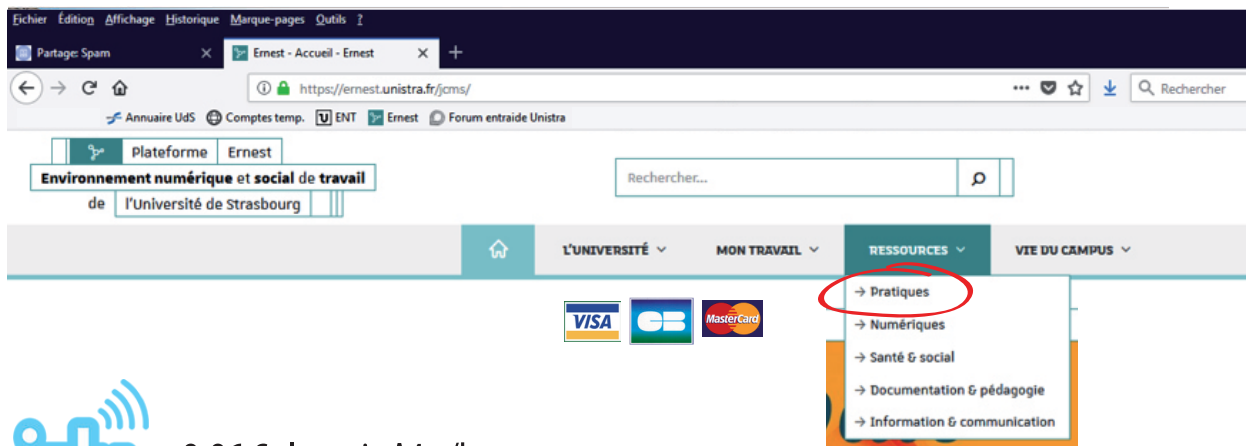 Fichier Édition Affichage Historique Marque-pages Outils ?
Partage: Spam
Ernest - Accueil - Ernest
https://ernest.unistra.fr/jcms/
Rechercher
Annuaire UdS Comptes temp. ENT Ernest Forum entraide Unistra
Plateforme Ernest
Environnement numérique et social de travail
de l'Université de Strasbourg
Rechercher...
L'UNIVERSITÉ MON TRAVAIL RESSOURCES VIE DU CAMPUS
→ Pratiques
→ Numériques
→ Santé & social
→ Documentation & pédagogie
→ Information & communication
VISA CB MasterCard